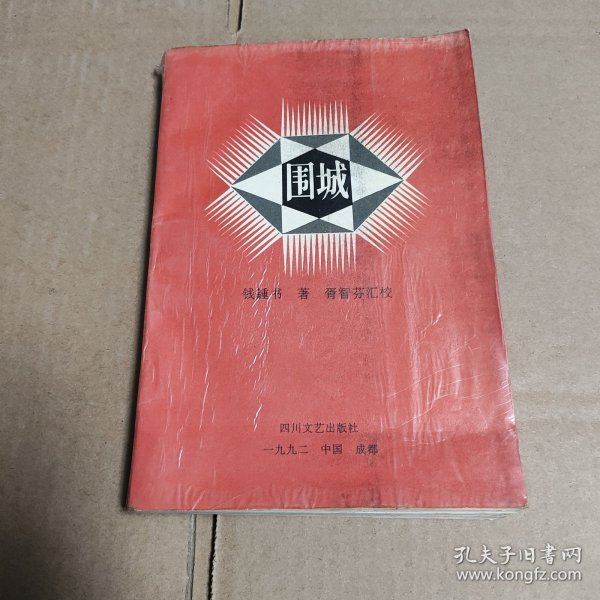 围城
钱鍾书 著 胥智芬汇校
四川文艺出版社
一九九二 中国 成都
孔夫子旧书网
www.kongfz.com